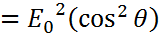 = E₀²(cos² θ)